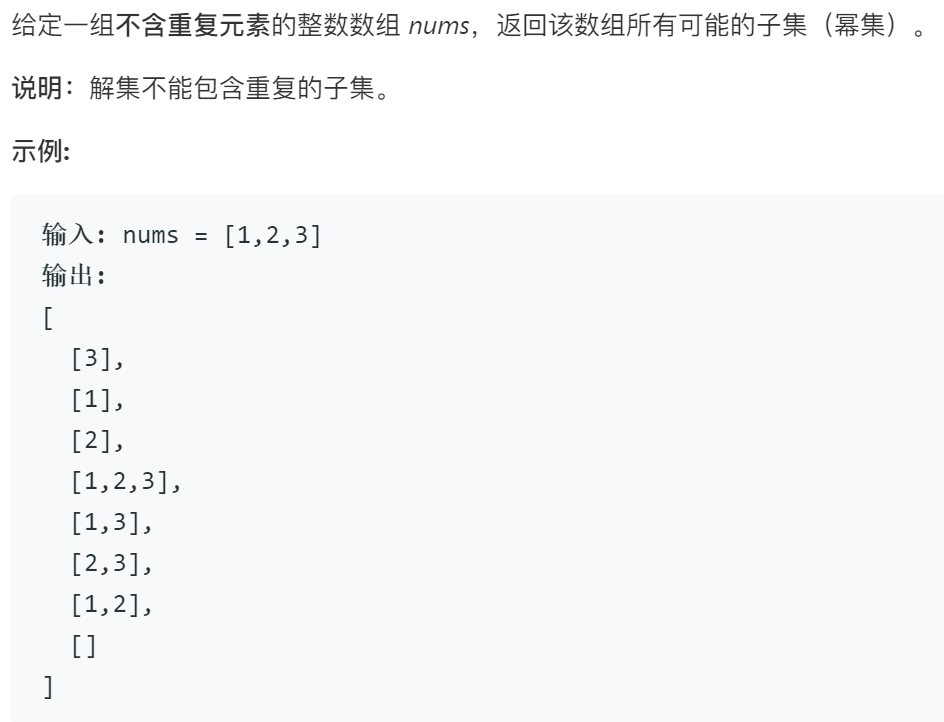 给定一组不含重复元素的整数数组 nums，返回该数组所有可能的子集（幂集）。
说明：解集不能包含重复的子集。
示例:
输入: nums = [1,2,3]
输出:
[
  [3],
  [1],
  [2],
  [1,2,3],
  [1,3],
  [2,3],
  [1,2],
  []
]